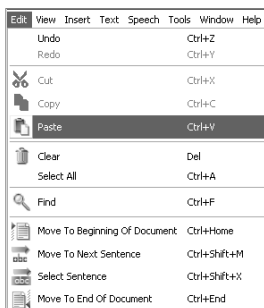 Edit View Insert Text Speech Tools Window Help
Undo Ctrl+Z
Redo Ctrl+Y
Cut Ctrl+X
Copy Ctrl+C
Paste Ctrl+V
Clear Del
Select All Ctrl+A
Find Ctrl+F
Move To Beginning Of Document Ctrl+Home
abc
Move To Next Sentence Ctrl+Shift+M
abc
Select Sentence Ctrl+Shift+X
Move To End Of Document Ctrl+End